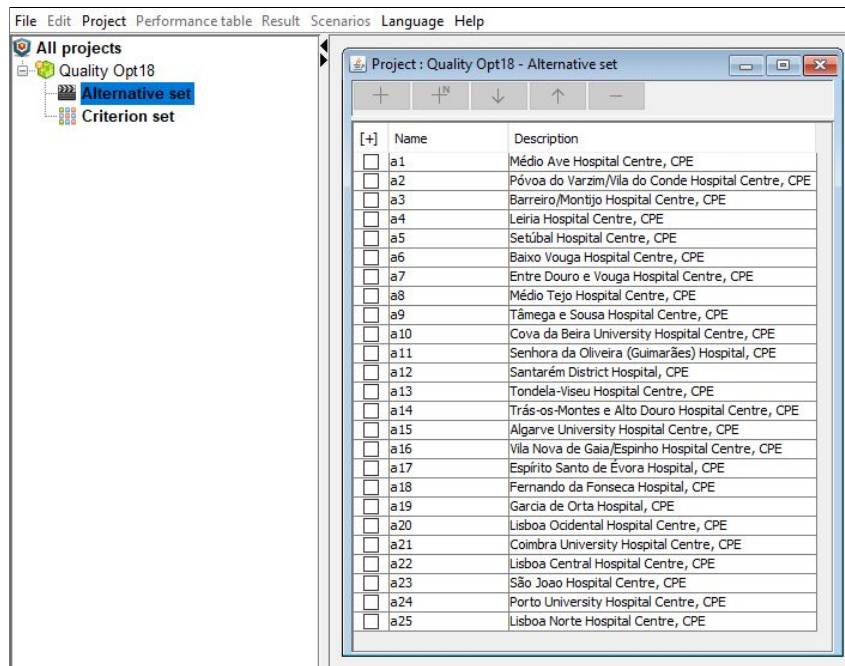 File Edit Project Performance table Result Scenarios Language Help
All projects
Quality Opt18
Alternative set
Criterion set
Project : Quality Opt18 - Alternative set
N
[+] Name Description
a1 Médio Ave Hospital Centre, CPE
a2 Póvoa do Varzim/Vila do Conde Hospital Centre, CPE
a3 Barreiro/Montijo Hospital Centre, CPE
a4 Leiria Hospital Centre, CPE
a5 Setúbal Hospital Centre, CPE
a6 Baixo Vouga Hospital Centre, CPE
a7 Entre Douro e Vouga Hospital Centre, CPE
a8 Médio Tejo Hospital Centre, CPE
a9 Tâmega e Sousa Hospital Centre, CPE
a10 Cova da Beira University Hospital Centre, CPE
a11 Senhora da Oliveira (Guimarães) Hospital, CPE
a12 Santarém District Hospital, CPE
a13 Tondela-Viseu Hospital Centre, CPE
a14 Trás-os-Montes e Alto Douro Hospital Centre, CPE
a15 Algarve University Hospital Centre, CPE
a16 Vila Nova de Gaia/Espinho Hospital Centre, CPE
a17 Espírito Santo de Évora Hospital, CPE
a18 Fernando da Fonseca Hospital, CPE
a19 Garcia de Orta Hospital, CPE
a20 Lisboa Ocidental Hospital Centre, CPE
a21 Coimbra University Hospital Centre, CPE
a22 Lisboa Central Hospital Centre, CPE
a23 São Joao Hospital Centre, CPE
a24 Porto University Hospital Centre, CPE
a25 Lisboa Norte Hospital Centre, CPE